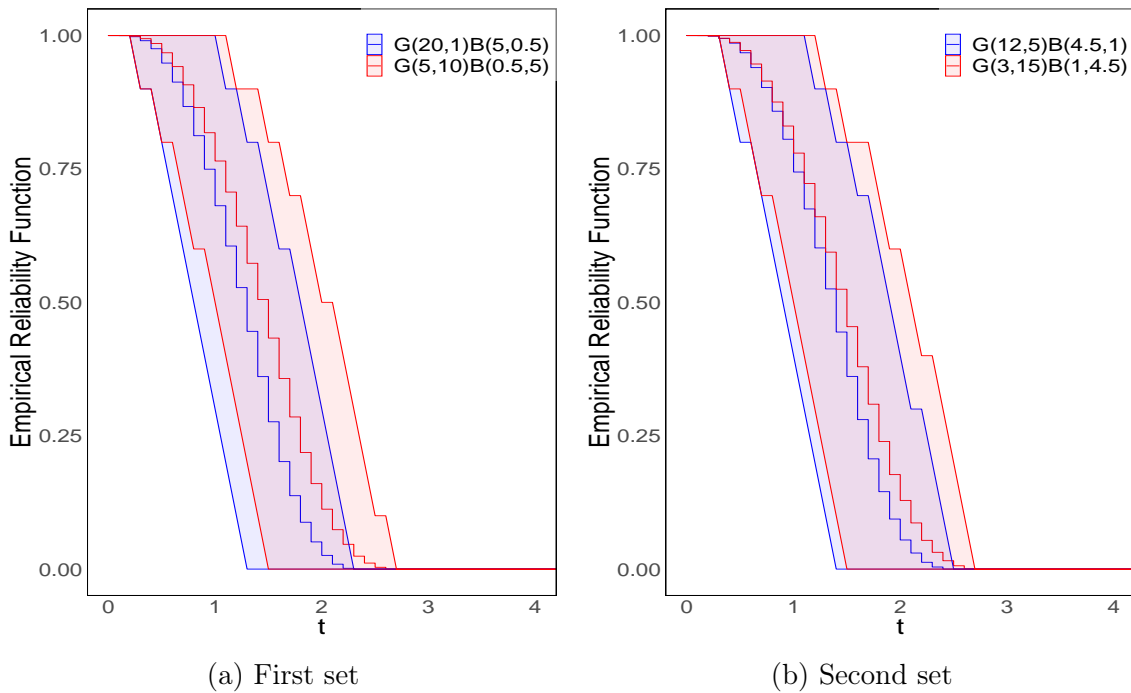 G(20,1)B(5,0.5)
G(5,10)B(0.5,5)
1.00
0.75
0.50
0.25
0.00
Empirical Reliability Function
0 1 2 3 4
t
(a) First set
G(12,5)B(4.5,1)
G(3,15)B(1,4.5)
1.00
0.75
0.50
0.25
0.00
Empirical Reliability Function
0 1 2 3 4
t
(b) Second set